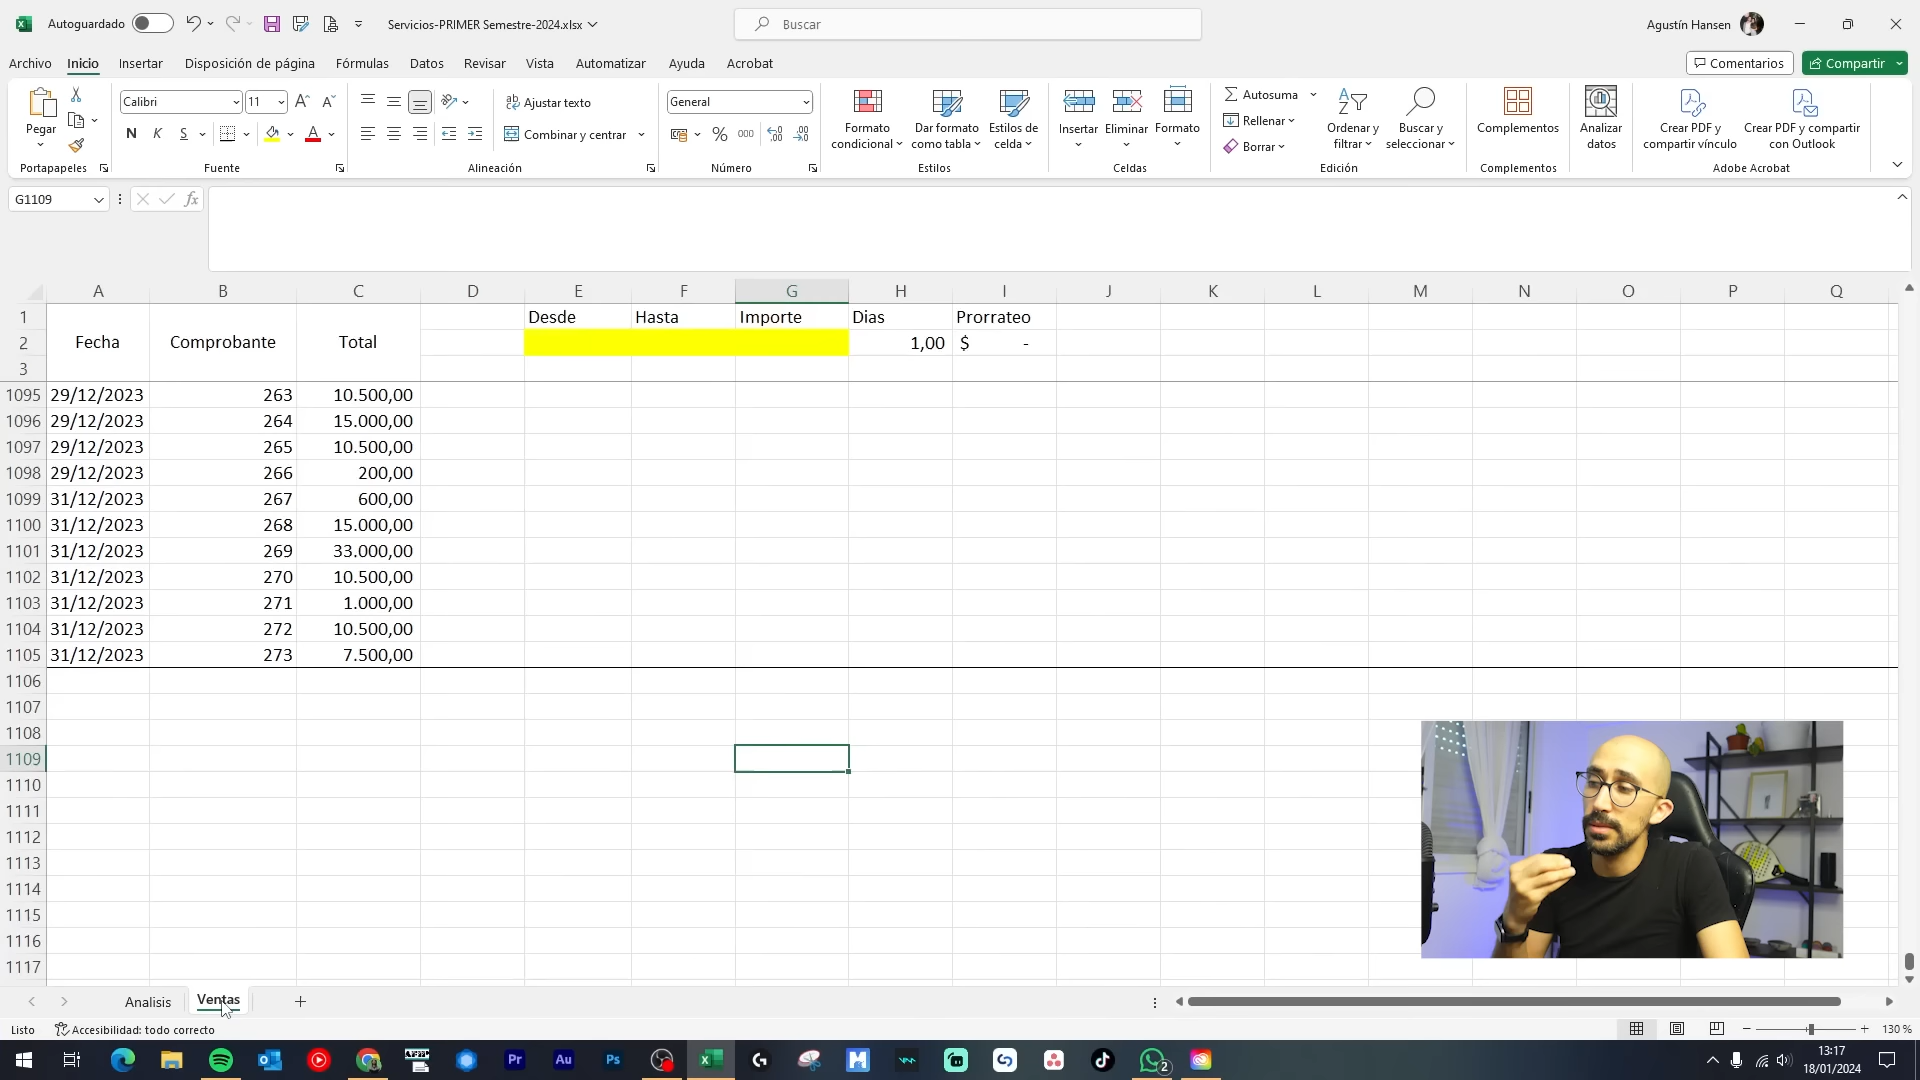 Autoguardado
Servicios-PRIMER Semestre-2024.xlsx
Buscar
Agustín Hansen
Archivo Inicio Insertar Disposición de página Fórmulas Datos Revisar Vista Automatizar Ayuda Acrobat
Comentarios Compartir
Pegar
Portapapeles
Calibri 11
N K S
Fuente
Ajustar texto
Combinar y centrar
Alineación
General
% 000
Número
Formato condicional
Dar formato como tabla
Estilos de celda
Estilos
Insertar Eliminar Formato
Celdas
Autosuma
Rellenar
Borrar
Ordenar y filtrar
Buscar y seleccionar
Edición
Complementos
Complementos
Analizar datos
Crear PDF y compartir vínculo
Crear PDF y compartir con Outlook
Adobe Acrobat
G1109 fx
A B C D E F G H I J K L M N O P Q
1 Desde Hasta Importe Dias Prorrateo
2 Fecha Comprobante Total 1,00 $ -
3
1095 29/12/2023 263 10.500,00
1096 29/12/2023 264 15.000,00
1097 29/12/2023 265 10.500,00
1098 29/12/2023 266 200,00
1099 31/12/2023 267 600,00
1100 31/12/2023 268 15.000,00
1101 31/12/2023 269 33.000,00
1102 31/12/2023 270 10.500,00
1103 31/12/2023 271 1.000,00
1104 31/12/2023 272 10.500,00
1105 31/12/2023 273 7.500,00
1106
1107
1108
1109
1110
1111
1112
1113
1114
1115
1116
1117
Analisis Ventas
Listo Accesibilidad: todo correcto
130 %
Pr Au Ps
2
13:17
18/01/2024